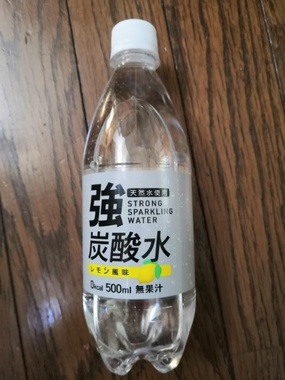 強
天然水使用
STRONG
SPARKLING
WATER
炭酸水
レモン風味
0kcal 500ml 無果汁